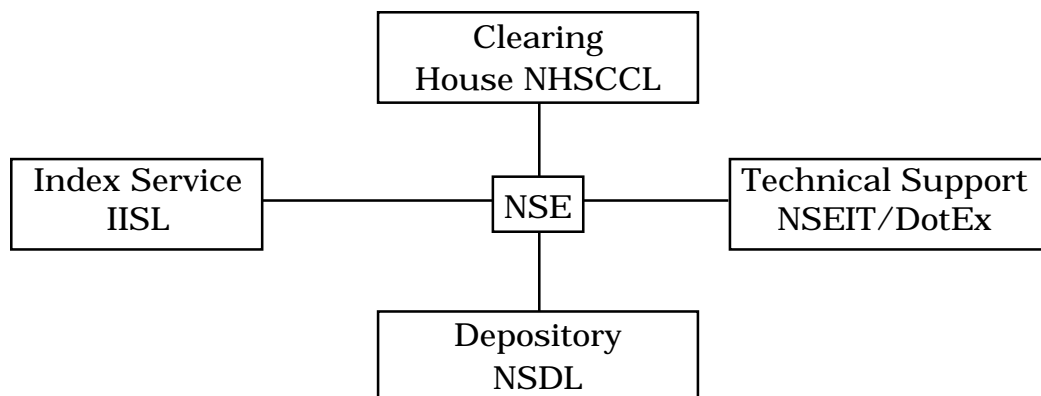 Clearing
House NHSCCL
Index Service
IISL
NSE
Technical Support
NSEIT/DotEx
Depository
NSDL